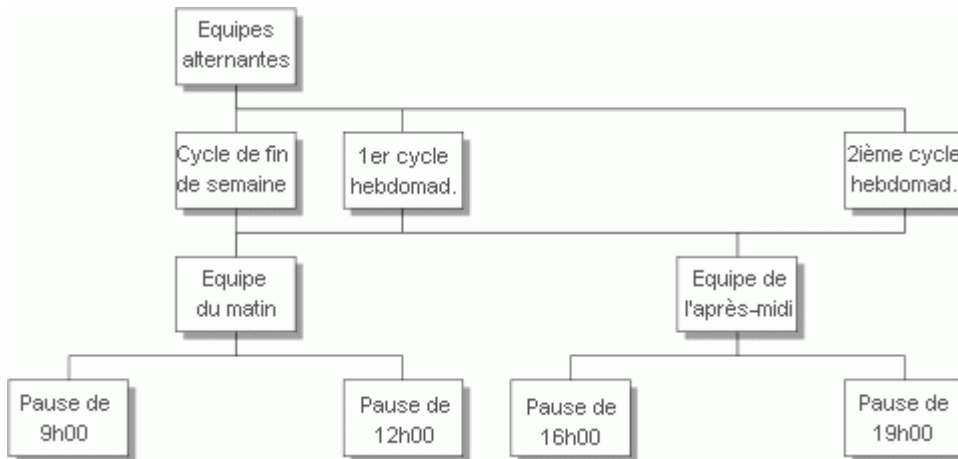 Equipes
alternantes
Cycle de fin
de semaine
1er cycle
hebdomad.
2ième cycle
hebdomad.
Equipe
du matin
Equipe de
l'après-midi
Pause de
9h00
Pause de
12h00
Pause de
16h00
Pause de
19h00